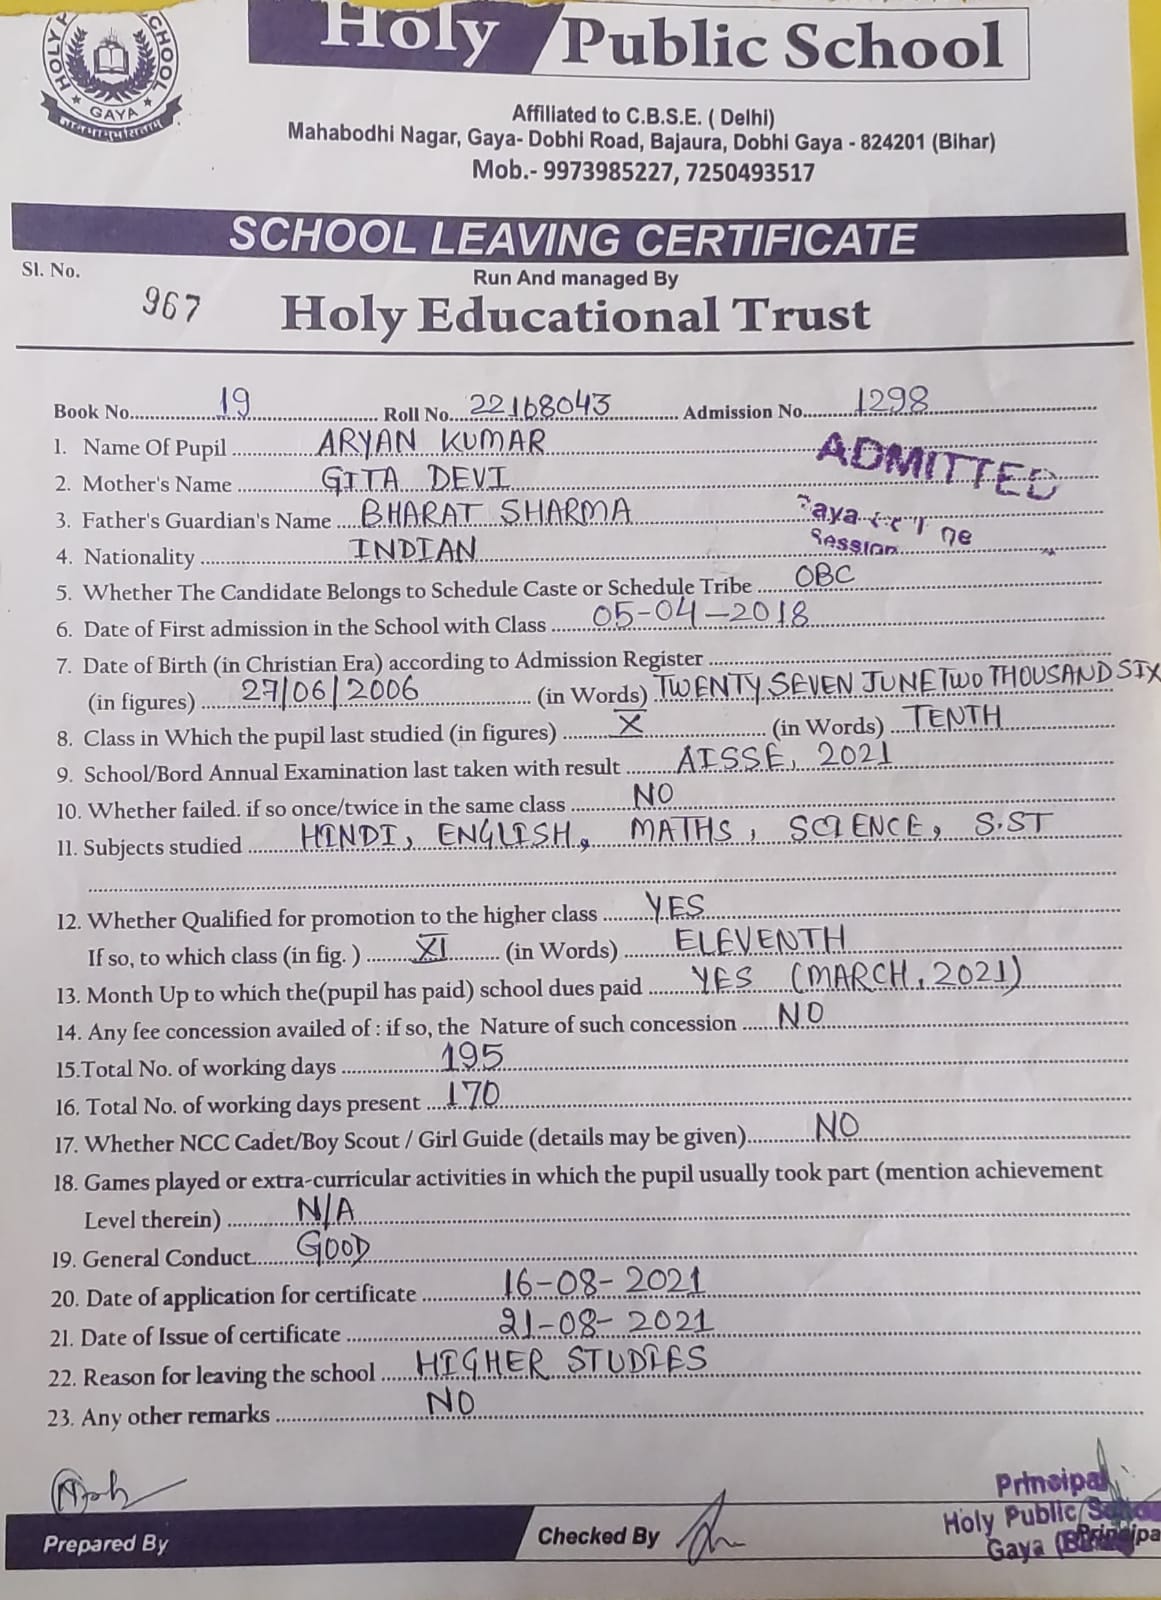 HOLY SCHOOL
GAYA
Holy Public School
Affiliated to C.B.S.E. ( Delhi)
Mahabodhi Nagar, Gaya- Dobhi Road, Bajaura, Dobhi Gaya - 824201 (Bihar)
Mob.- 9973985227, 7250493517
SCHOOL LEAVING CERTIFICATE
Sl. No. 967
Run And managed By
Holy Educational Trust
Book No. 19 Roll No. 22168043 Admission No. 1298
1. Name Of Pupil ARYAN KUMAR
ADMITTED
2. Mother's Name GITA DEVI
3. Father's Guardian's Name BHARAT SHARMA
4. Nationality INDIAN
Session
5. Whether The Candidate Belongs to Schedule Caste or Schedule Tribe OBC
6. Date of First admission in the School with Class 05-04-2018
7. Date of Birth (in Christian Era) according to Admission Register
(in figures) 27/06/2006 (in Words) TWENTY SEVEN JUNE TWO THOUSAND SIX
8. Class in Which the pupil last studied (in figures) X (in Words) TENTH
9. School/Bord Annual Examination last taken with result AISSE, 2021
10. Whether failed. if so once/twice in the same class NO
11. Subjects studied HINDI, ENGLISH, MATHS, SCIENCE, S.ST
12. Whether Qualified for promotion to the higher class YES
If so, to which class (in fig. ) XI (in Words) ELEVENTH
13. Month Up to which the(pupil has paid) school dues paid YES (MARCH, 2021)
14. Any fee concession availed of : if so, the Nature of such concession NO
15.Total No. of working days 195
16. Total No. of working days present 170
17. Whether NCC Cadet/Boy Scout / Girl Guide (details may be given) NO
18. Games played or extra-curricular activities in which the pupil usually took part (mention achievement
Level therein) N/A
19. General Conduct GOOD
20. Date of application for certificate 16-08-2021
21. Date of Issue of certificate 21-08-2021
22. Reason for leaving the school HIGHER STUDIES
23. Any other remarks NO
Prepared By
Checked By
Principal
Holy Public
Gaya